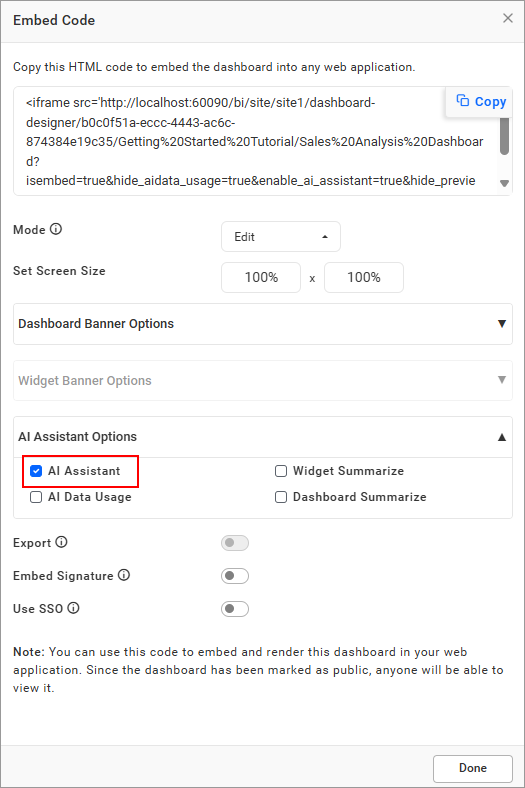 Embed Code
Copy this HTML code to embed the dashboard into any web application.
<iframe src='http://localhost:60090/bi/site/site1/dashboard-
designer/b0c0f51a-eccc-4443-ac6c-
874384e19c35/Getting%20Started%20Tutorial/Sales%20Analysis%20Dashboar
d?
isembed=true&hide_aidata_usage=true&enable_ai_assistant=true&hide_previe
Copy
Mode
Edit
Set Screen Size
100% x 100%
Dashboard Banner Options
Widget Banner Options
AI Assistant Options
AI Assistant Widget Summarize
AI Data Usage Dashboard Summarize
Export
Embed Signature
Use SSO
Note: You can use this code to embed and render this dashboard in your web
application. Since the dashboard has been marked as public, anyone will be able to
view it.
Done